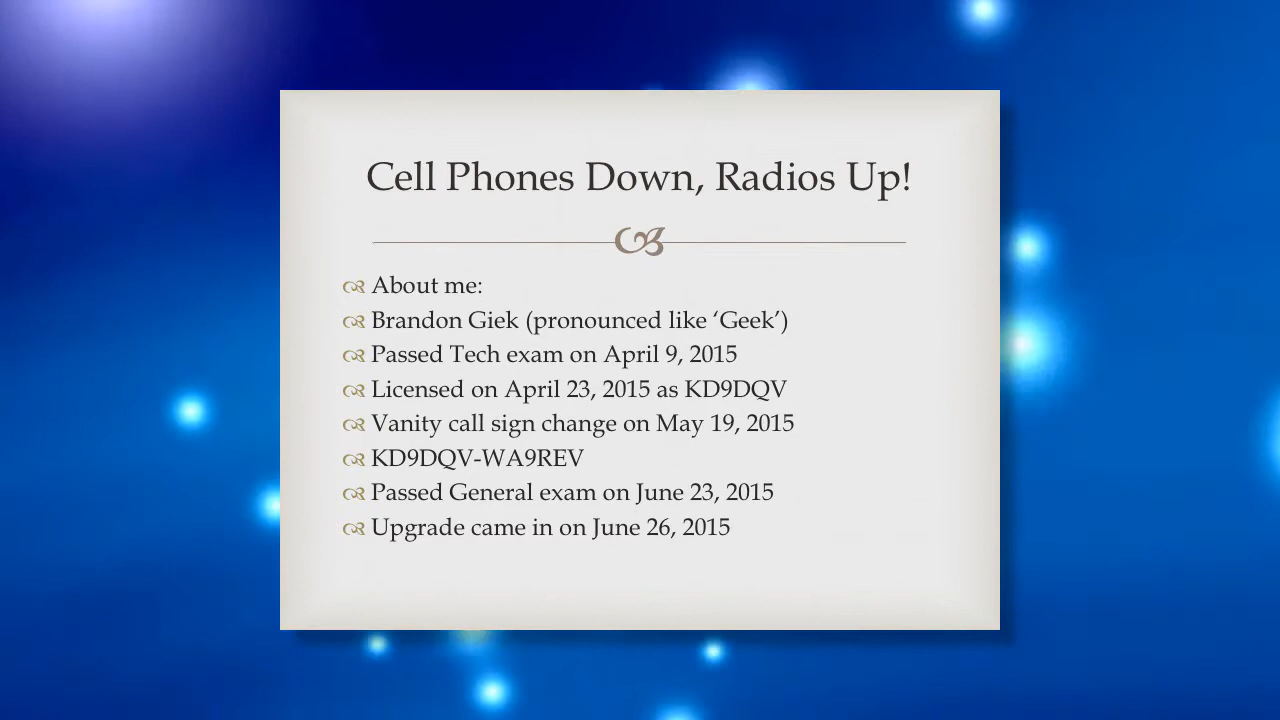 Cell Phones Down, Radios Up!
About me:
Brandon Giek (pronounced like ‘Geek’)
Passed Tech exam on April 9, 2015
Licensed on April 23, 2015 as KD9DQV
Vanity call sign change on May 19, 2015
KD9DQV-WA9REV
Passed General exam on June 23, 2015
Upgrade came in on June 26, 2015